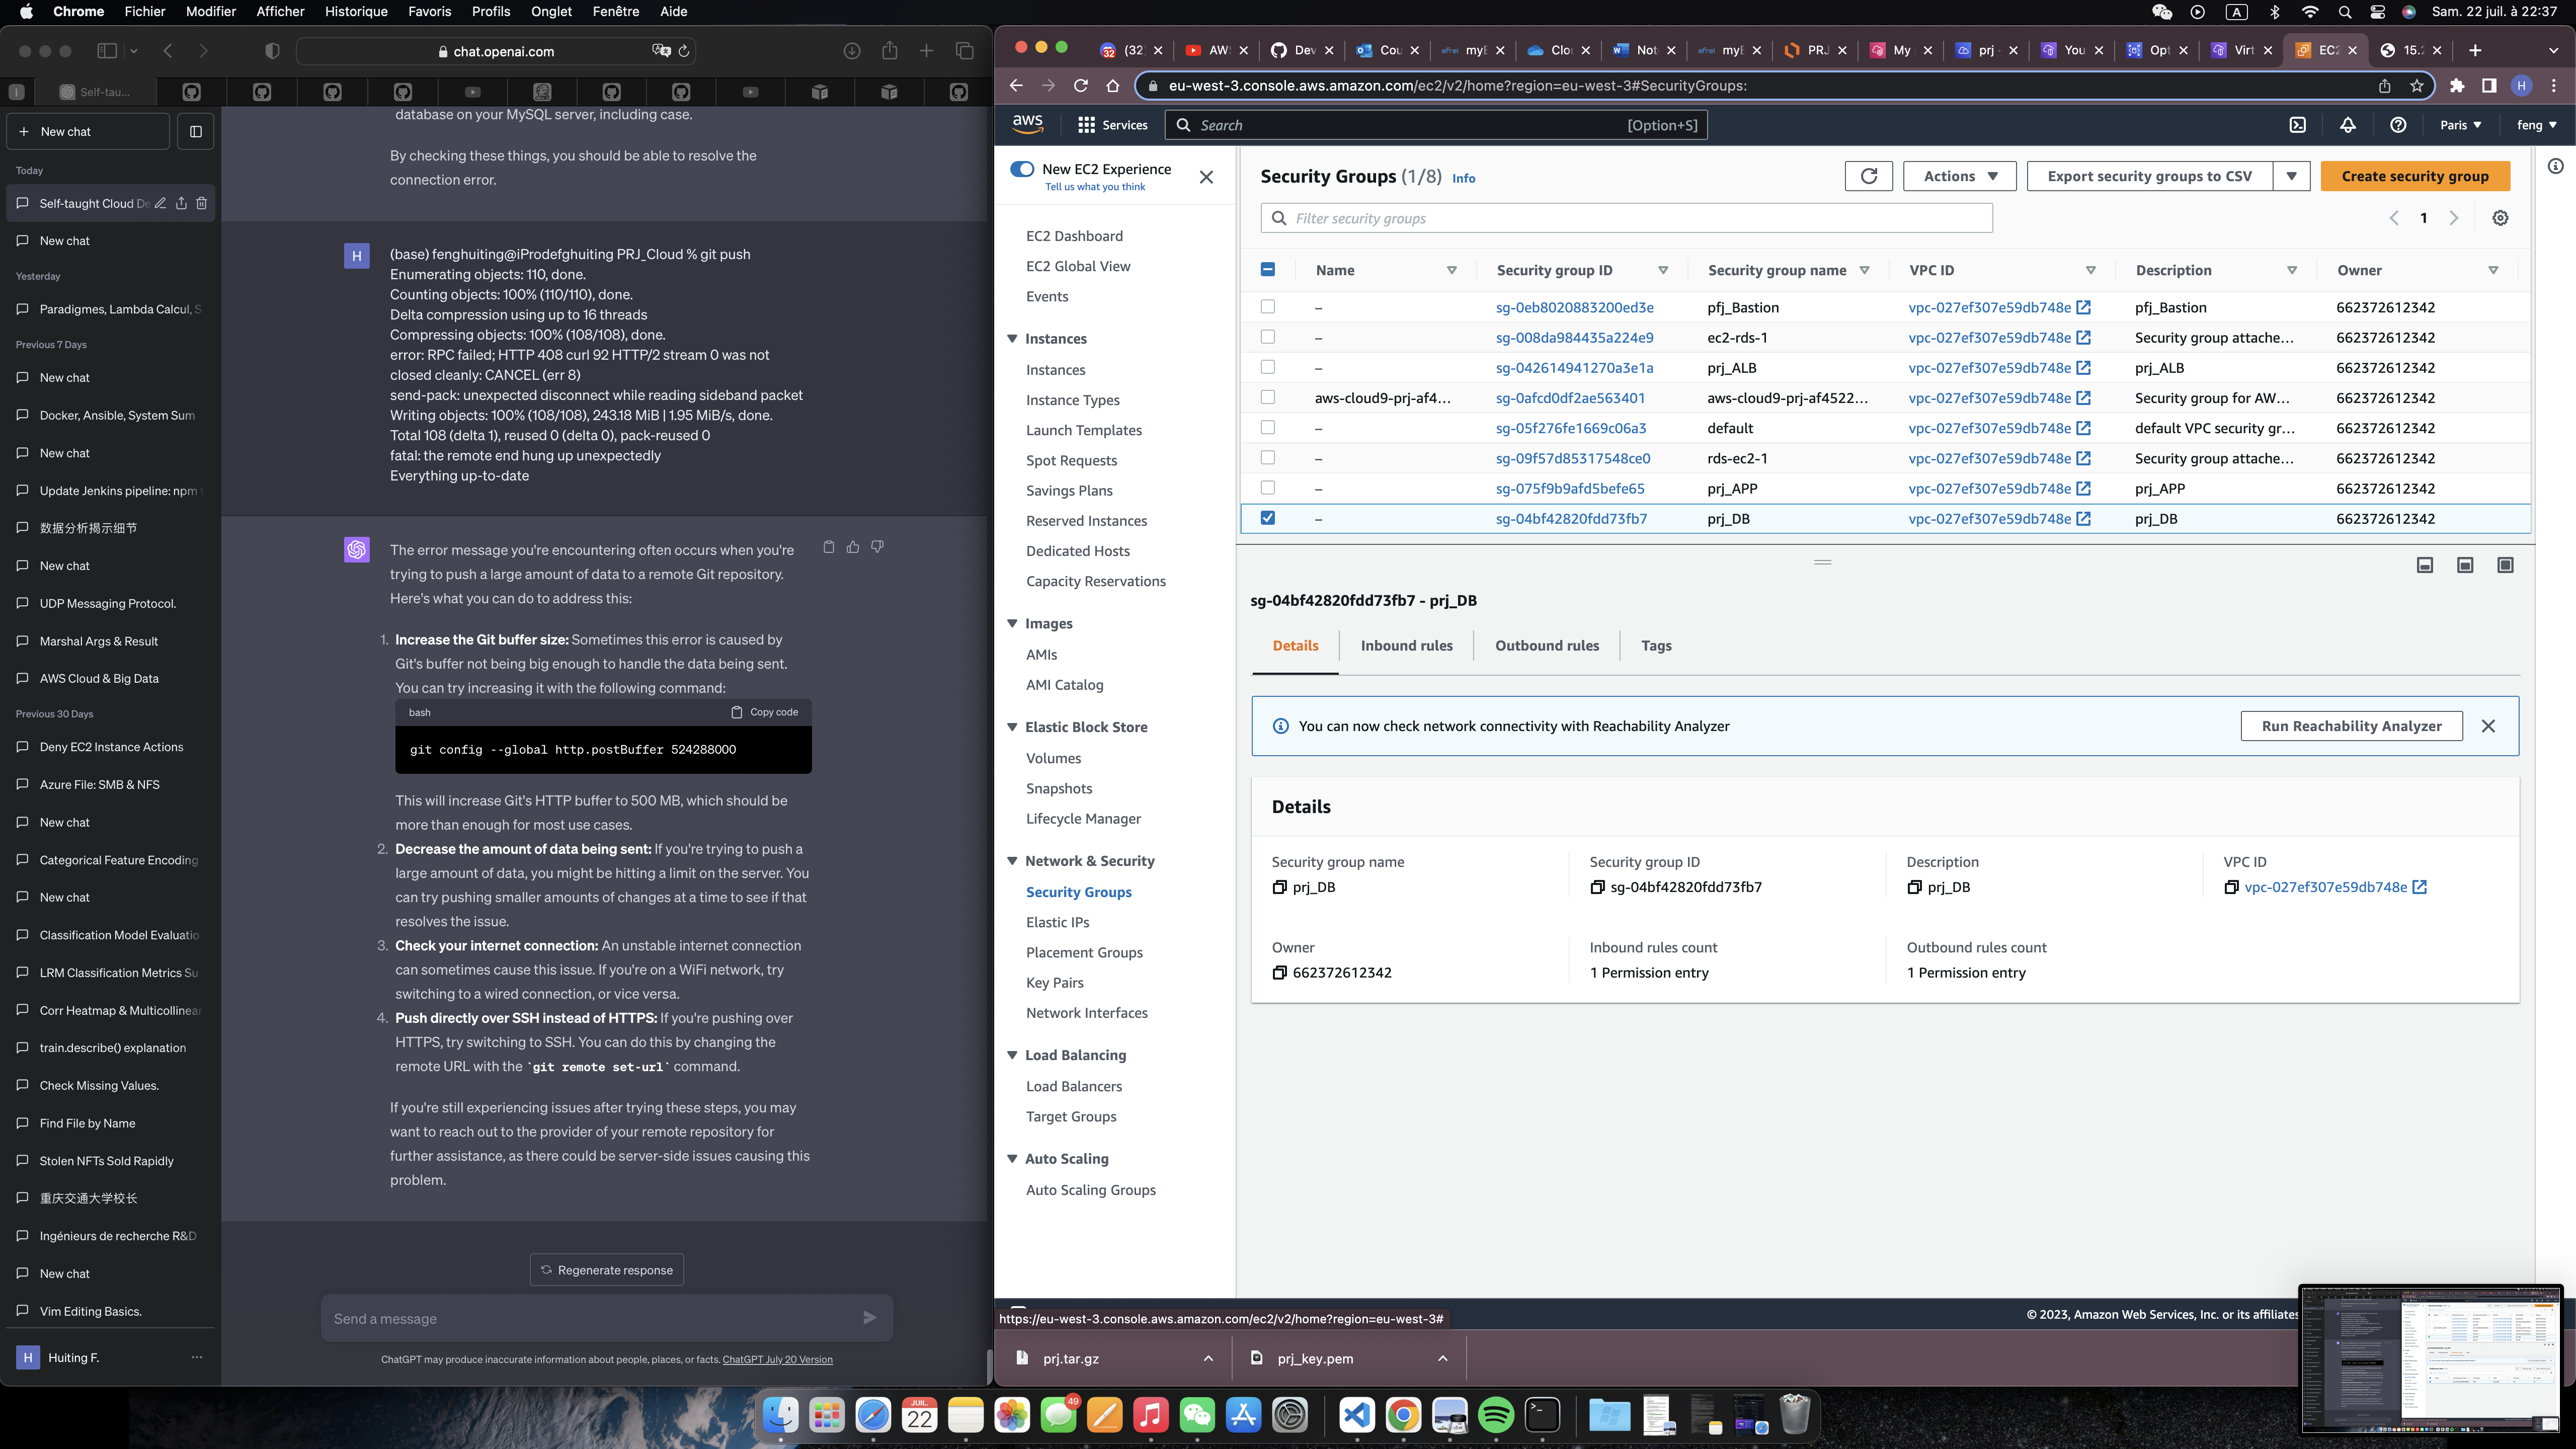 Chrome Fichier Modifier Afficher Historique Favoris Profils Onglet Fenêtre Aide
A Sam. 22 juil. à 22:37
chat.openai.com
Self-tau...
New chat
Today
Self-taught Cloud De
New chat
Yesterday
Paradigmes, Lambda Calcul, S
Previous 7 Days
New chat
Docker, Ansible, System Sum
New chat
Update Jenkins pipeline: npm
数据分析揭示细节
New chat
UDP Messaging Protocol.
Marshal Args & Result
AWS Cloud & Big Data
Previous 30 Days
Deny EC2 Instance Actions
Azure File: SMB & NFS
New chat
Categorical Feature Encoding
New chat
Classification Model Evaluatio
LRM Classification Metrics Su
Corr Heatmap & Multicollinear
train.describe() explanation
Check Missing Values.
Find File by Name
Stolen NFTs Sold Rapidly
重庆交通大学校长
Ingénieurs de recherche R&D
New chat
Vim Editing Basics.
H Huiting F.
database on your MySQL server, including case.
By checking these things, you should be able to resolve the
connection error.
H
(base) fenghuiting@iProdefghuiting PRJ_Cloud % git push
Enumerating objects: 110, done.
Counting objects: 100% (110/110), done.
Delta compression using up to 16 threads
Compressing objects: 100% (108/108), done.
error: RPC failed; HTTP 408 curl 92 HTTP/2 stream 0 was not
closed cleanly: CANCEL (err 8)
send-pack: unexpected disconnect while reading sideband packet
Writing objects: 100% (108/108), 243.18 MiB | 1.95 MiB/s, done.
Total 108 (delta 1), reused 0 (delta 0), pack-reused 0
fatal: the remote end hung up unexpectedly
Everything up-to-date
The error message you're encountering often occurs when you're
trying to push a large amount of data to a remote Git repository.
Here's what you can do to address this:
1. Increase the Git buffer size: Sometimes this error is caused by
Git's buffer not being big enough to handle the data being sent.
You can try increasing it with the following command:
bash Copy code
git config --global http.postBuffer 524288000
This will increase Git's HTTP buffer to 500 MB, which should be
more than enough for most use cases.
2. Decrease the amount of data being sent: If you're trying to push a
large amount of data, you might be hitting a limit on the server. You
can try pushing smaller amounts of changes at a time to see if that
resolves the issue.
3. Check your internet connection: An unstable internet connection
can sometimes cause this issue. If you're on a WiFi network, try
switching to a wired connection, or vice versa.
4. Push directly over SSH instead of HTTPS: If you're pushing over
HTTPS, try switching to SSH. You can do this by changing the
remote URL with the `git remote set-url` command.
If you're still experiencing issues after trying these steps, you may
want to reach out to the provider of your remote repository for
further assistance, as there could be server-side issues causing this
problem.
Regenerate response
Send a message
ChatGPT may produce inaccurate information about people, places, or facts. ChatGPT July 20 Version
32 (32) AW Dev Cou efrei myE Clou Not efrei myE PRJ My prj You Opt Virt EC2 15.2
eu-west-3.console.aws.amazon.com/ec2/v2/home?region=eu-west-3#SecurityGroups: H
aws Services Search [Option+S] Paris feng
New EC2 Experience
Tell us what you think
EC2 Dashboard
EC2 Global View
Events
Instances
Instances
Instance Types
Launch Templates
Spot Requests
Savings Plans
Reserved Instances
Dedicated Hosts
Capacity Reservations
Images
AMIs
AMI Catalog
Elastic Block Store
Volumes
Snapshots
Lifecycle Manager
Network & Security
Security Groups
Elastic IPs
Placement Groups
Key Pairs
Network Interfaces
Load Balancing
Load Balancers
Target Groups
Auto Scaling
Auto Scaling Groups
Security Groups (1/8) Info Actions Export security groups to CSV Create security group
Filter security groups 1
Name Security group ID Security group name VPC ID Description Owner
– sg-0eb8020883200ed3e pfj_Bastion vpc-027ef307e59db748e pfj_Bastion 662372612342
– sg-008da984435a224e9 ec2-rds-1 vpc-027ef307e59db748e Security group attache... 662372612342
– sg-042614941270a3e1a prj_ALB vpc-027ef307e59db748e prj_ALB 662372612342
aws-cloud9-prj-af4... sg-0afcd0df2ae563401 aws-cloud9-prj-af4522... vpc-027ef307e59db748e Security group for AW... 662372612342
– sg-05f276fe1669c06a3 default vpc-027ef307e59db748e default VPC security gr... 662372612342
– sg-09f57d85317548ce0 rds-ec2-1 vpc-027ef307e59db748e Security group attache... 662372612342
– sg-075f9b9afd5befe65 prj_APP vpc-027ef307e59db748e prj_APP 662372612342
– sg-04bf42820fdd73fb7 prj_DB vpc-027ef307e59db748e prj_DB 662372612342
sg-04bf42820fdd73fb7 - prj_DB
Details Inbound rules Outbound rules Tags
You can now check network connectivity with Reachability Analyzer Run Reachability Analyzer
Details
Security group name Security group ID Description VPC ID
prj_DB sg-04bf42820fdd73fb7 prj_DB vpc-027ef307e59db748e
Owner Inbound rules count Outbound rules count
662372612342 1 Permission entry 1 Permission entry
© 2023, Amazon Web Services, Inc. or its affiliates
https://eu-west-3.console.aws.amazon.com/ec2/v2/home?region=eu-west-3#
prj.tar.gz prj_key.pem
JUIL. 22 49